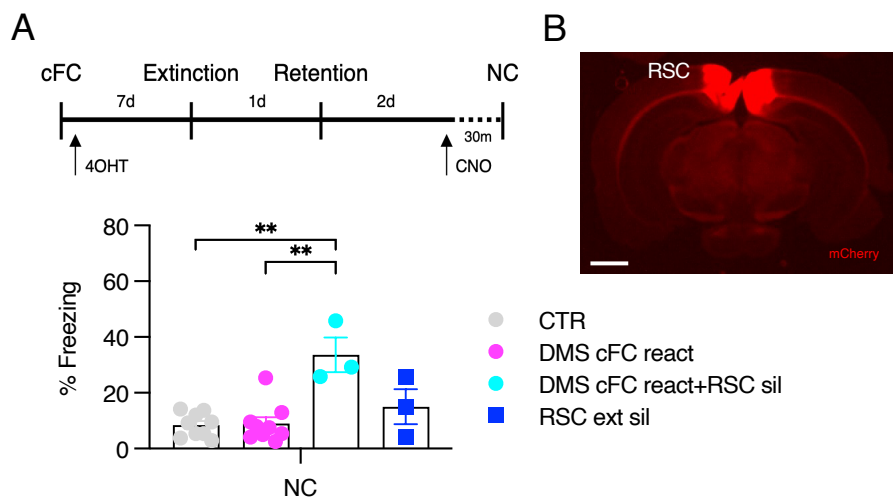 A
cFC Extinction Retention NC
7d 1d 2d
30m
4OHT CNO
80
60
40
20
0
% Freezing
** 
**
NC
B
RSC
mCherry
CTR
DMS cFC react
DMS cFC react+RSC sil
RSC ext sil